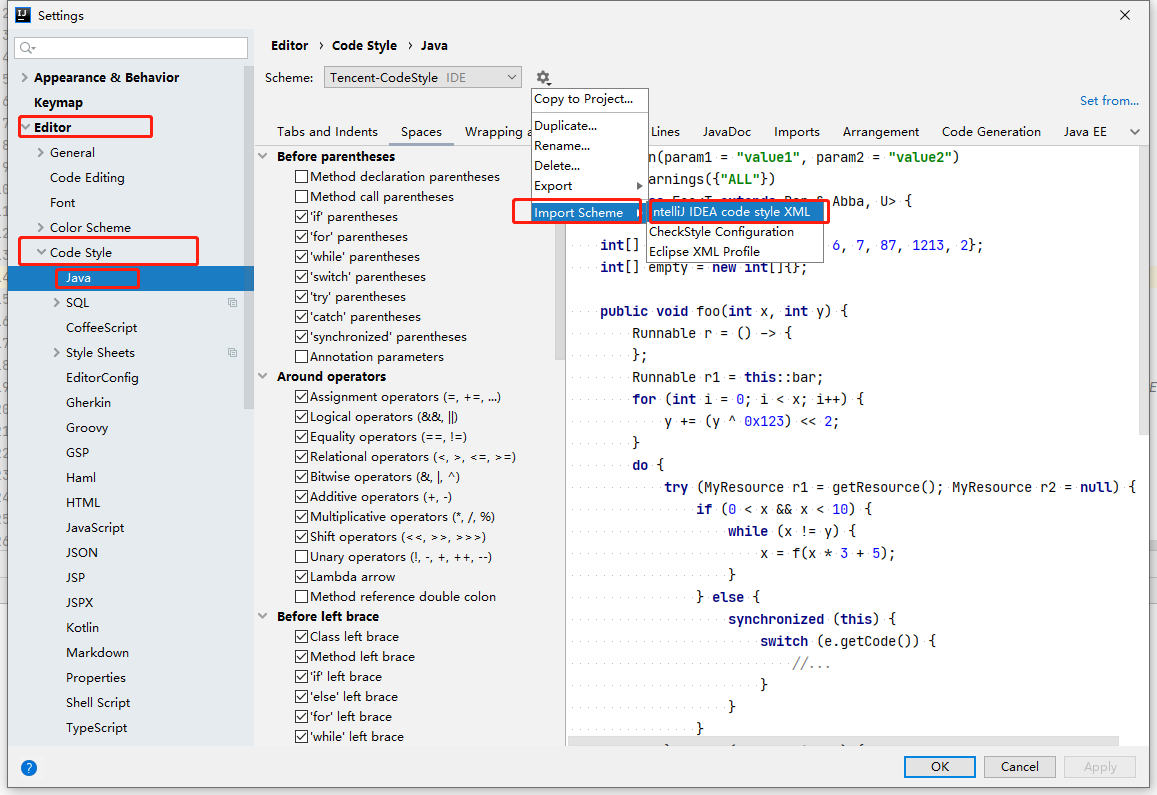 Settings
Appearance & Behavior
Keymap
Editor
General
Code Editing
Font
Color Scheme
Code Style
Java
SQL
CoffeeScript
Style Sheets
EditorConfig
Gherkin
Groovy
GSP
Haml
HTML
JavaScript
JSON
JSP
JSPX
Kotlin
Markdown
Properties
Shell Script
TypeScript
Editor › Code Style › Java
Scheme: Tencent-CodeStyle IDE
Set from...
Copy to Project...
Duplicate...
Rename...
Delete...
Export
Import Scheme
ntelliJ IDEA code style XML
CheckStyle Configuration
Eclipse XML Profile
Tabs and Indents Spaces Wrapping Lines JavaDoc Imports Arrangement Code Generation Java EE
Before parentheses
Method declaration parentheses
Method call parentheses
'if' parentheses
'for' parentheses
'while' parentheses
'switch' parentheses
'try' parentheses
'catch' parentheses
'synchronized' parentheses
Annotation parameters
Around operators
Assignment operators (=, +=, ...)
Logical operators (&&, ||)
Equality operators (==, !=)
Relational operators (<, >, <=, >=)
Bitwise operators (&, |, ^)
Additive operators (+, -)
Multiplicative operators (*, /, %)
Shift operators (<<, >>, >>>)
Unary operators (!, -, +, ++, --)
Lambda arrow
Method reference double colon
Before left brace
Class left brace
Method left brace
'if' left brace
'else' left brace
'for' left brace
'while' left brace
n(param1 = "value1", param2 = "value2")
arnings({"ALL"})
Abba, U> {
int[] 6, 7, 87, 1213, 2};
int[] empty = new int[]{};
public void foo(int x, int y) {
Runnable r = () -> {
};
Runnable r1 = this::bar;
for (int i = 0; i < x; i++) {
y += (y ^ 0x123) << 2;
}
do {
try (MyResource r1 = getResource(); MyResource r2 = null) {
if (0 < x && x < 10) {
while (x != y) {
x = f(x * 3 + 5);
}
} else {
synchronized (this) {
switch (e.getCode()) {
//...
}
}
}
?
OK Cancel Apply